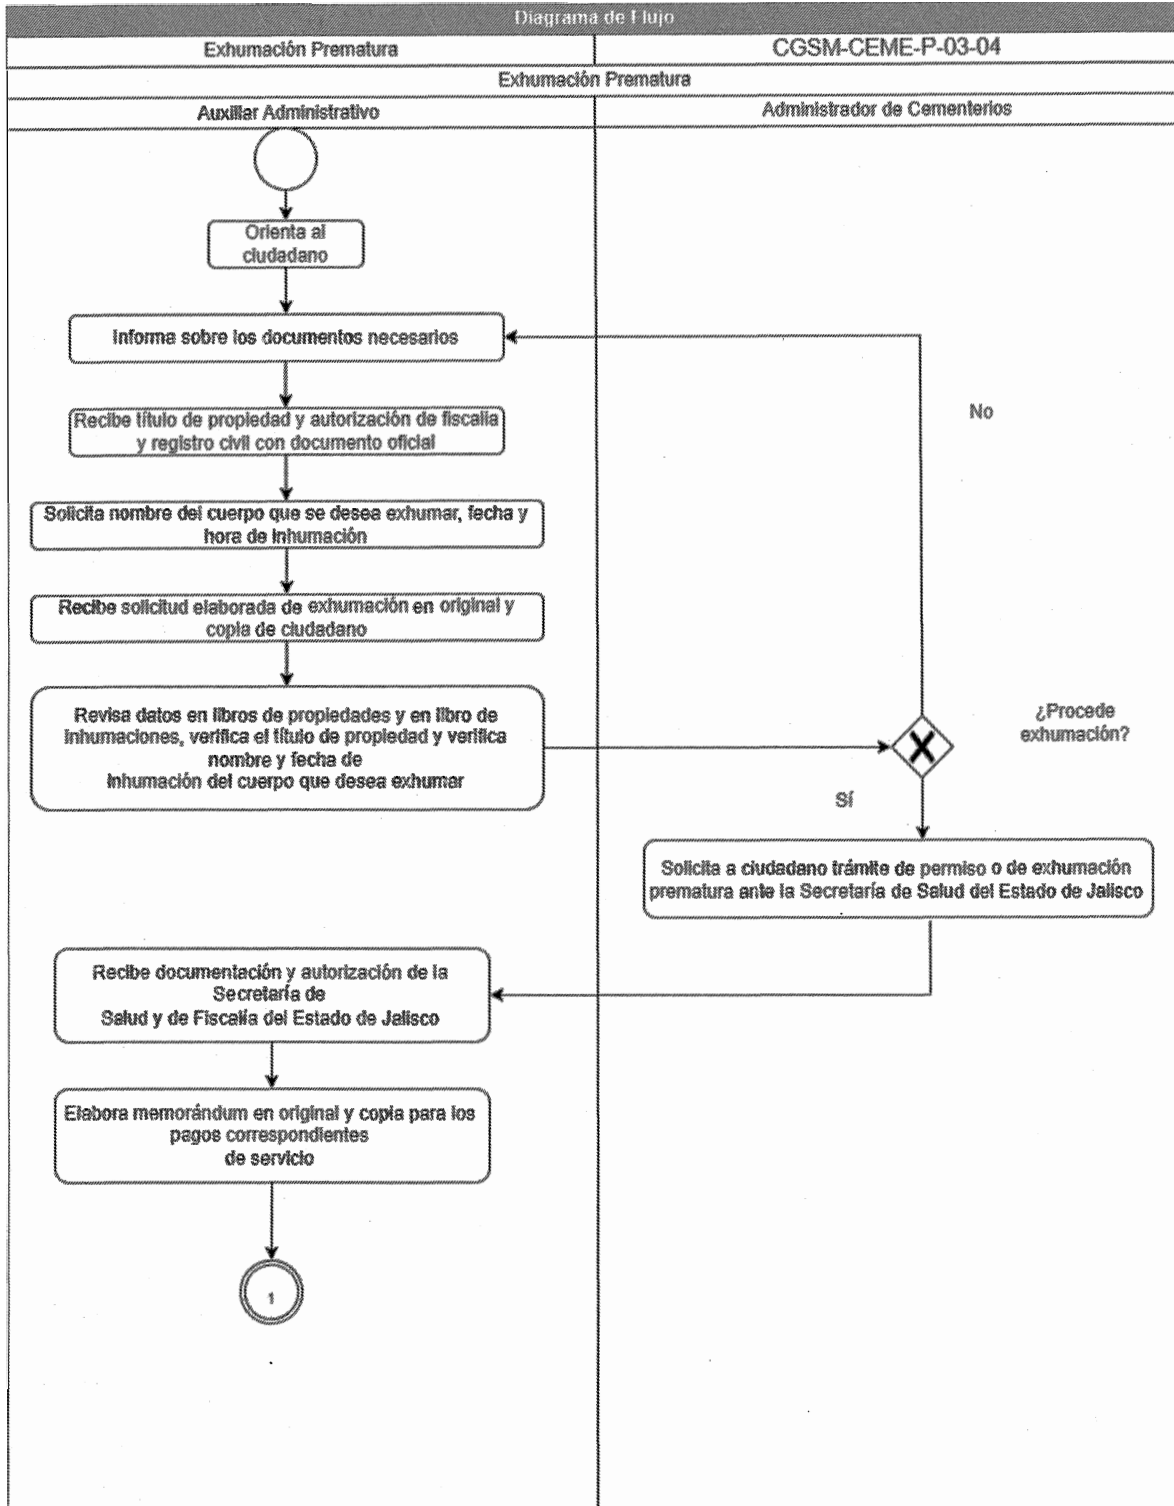 Diagrama de Flujo
Exhumación Prematura
CGSM-CEME-P-03-04
Exhumación Prematura
Auxiliar Administrativo
Administrador de Cementerios
Orienta al
ciudadano
Informa sobre los documentos necesarios
No
Recibe título de propiedad y autorización de fiscalía
y registro civil con documento oficial
Solicita nombre del cuerpo que se desea exhumar, fecha y
hora de inhumación
Recibe solicitud elaborada de exhumación en original y
copia de ciudadano
Revisa datos en libros de propiedades y en libro de
inhumaciones, verifica el título de propiedad y verifica
nombre y fecha de
inhumación del cuerpo que desea exhumar
¿Procede
exhumación?
Sí
Solicita a ciudadano trámite de permiso o de exhumación
prematura ante la Secretaría de Salud del Estado de Jalisco
Recibe documentación y autorización de la
Secretaría de
Salud y de Fiscalía del Estado de Jalisco
Elabora memorándum en original y copia para los
pagos correspondientes
de servicio
1